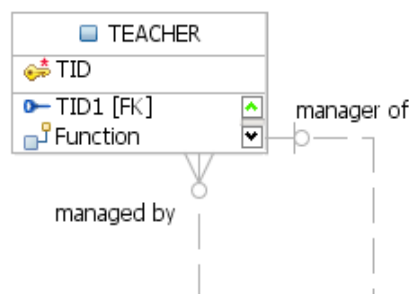 TEACHER
TID
TID1 [FK]
Function
manager of
managed by